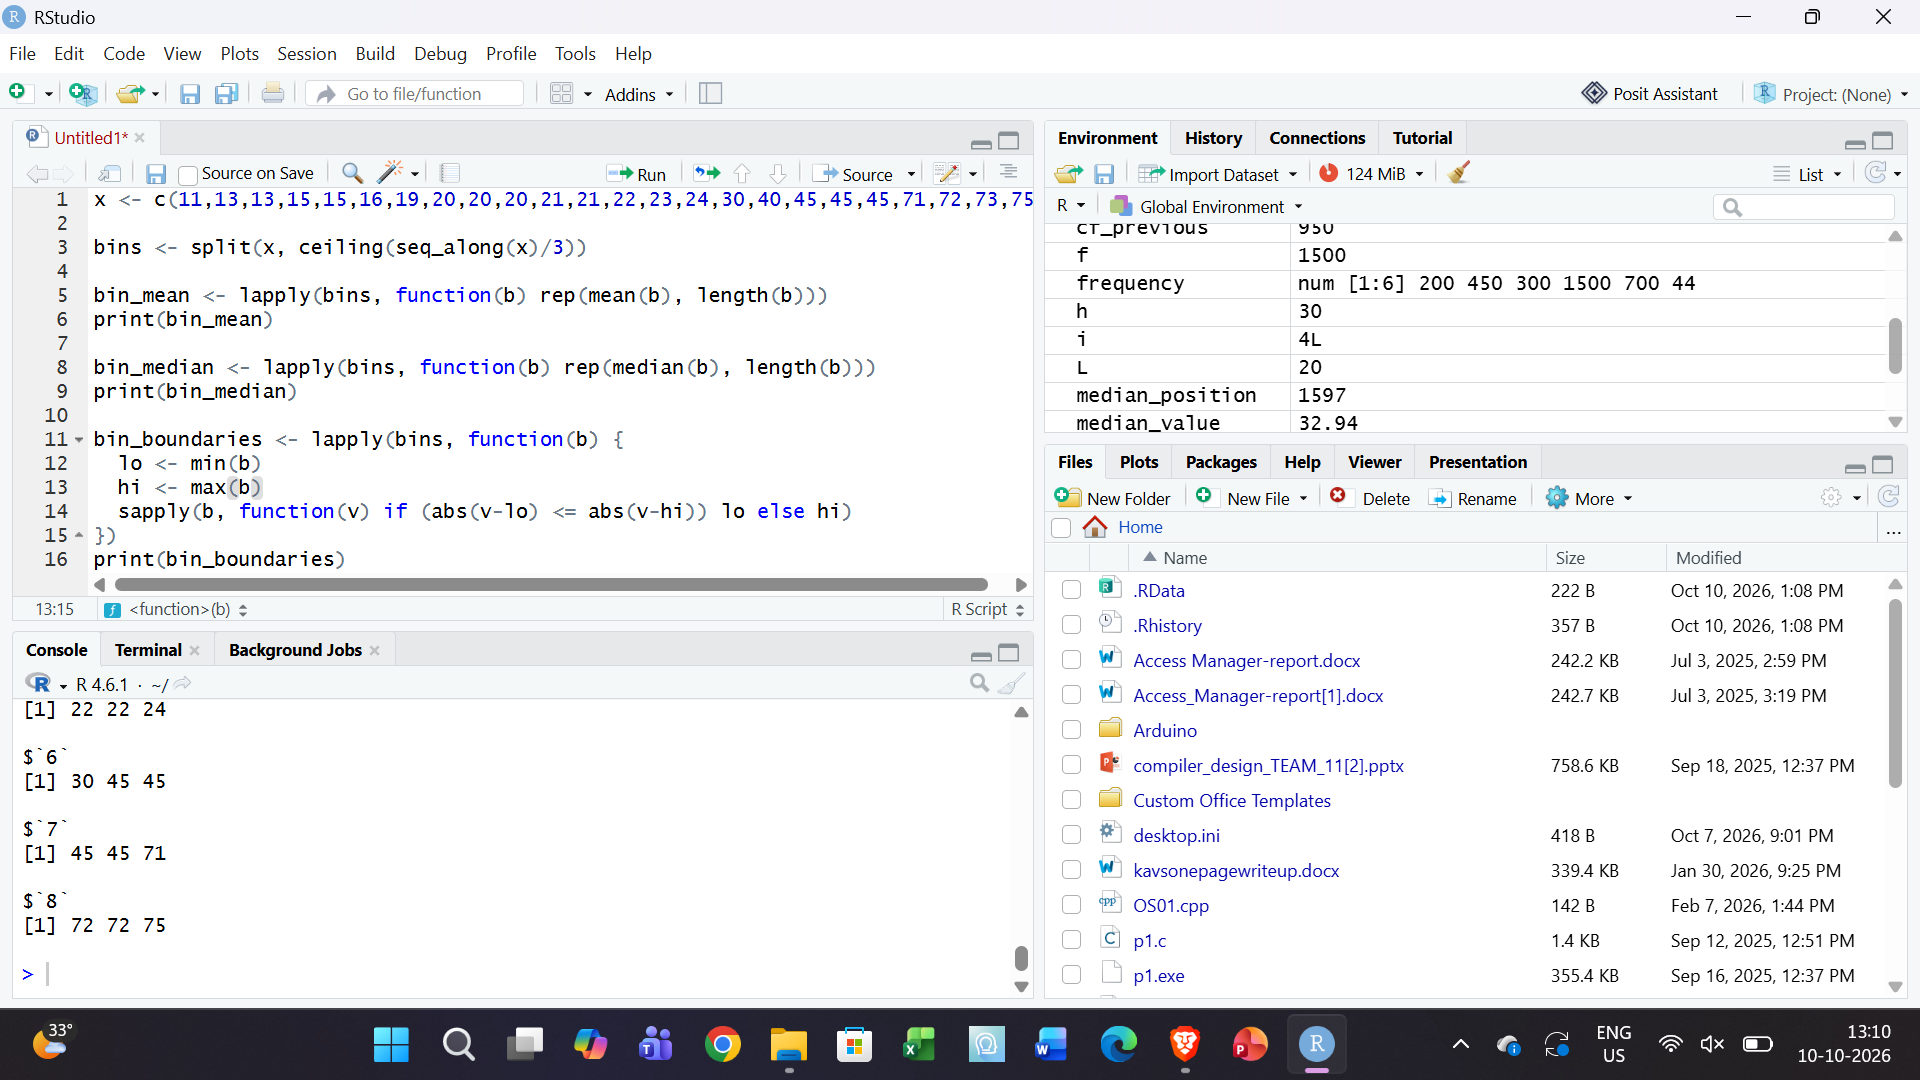 RStudio
File Edit Code View Plots Session Build Debug Profile Tools Help
Go to file/function Addins Posit Assistant Project: (None)
Untitled1*
Source on Save Run Source
1 x <- c(11,13,13,15,15,16,19,20,20,20,21,21,22,23,24,30,40,45,45,45,71,72,73,75
2
3 bins <- split(x, ceiling(seq_along(x)/3))
4
5 bin_mean <- lapply(bins, function(b) rep(mean(b), length(b)))
6 print(bin_mean)
7
8 bin_median <- lapply(bins, function(b) rep(median(b), length(b)))
9 print(bin_median)
10
11 bin_boundaries <- lapply(bins, function(b) {
12 lo <- min(b)
13 hi <- max(b)
14 sapply(b, function(v) if (abs(v-lo) <= abs(v-hi)) lo else hi)
15 })
16 print(bin_boundaries)
13:15 <function>(b) R Script
Console Terminal Background Jobs
R 4.6.1 · ~/
[1] 22 22 24
$`6`
[1] 30 45 45
$`7`
[1] 45 45 71
$`8`
[1] 72 72 75
>
Environment History Connections Tutorial
Import Dataset 124 MiB List
R Global Environment
cf_previous 950
f 1500
frequency num [1:6] 200 450 300 1500 700 44
h 30
i 4L
L 20
median_position 1597
median_value 32.94
Files Plots Packages Help Viewer Presentation
New Folder New File Delete Rename More
Home ...
Name Size Modified
.RData 222 B Oct 10, 2026, 1:08 PM
.Rhistory 357 B Oct 10, 2026, 1:08 PM
Access Manager-report.docx 242.2 KB Jul 3, 2025, 2:59 PM
Access_Manager-report[1].docx 242.7 KB Jul 3, 2025, 3:19 PM
Arduino
compiler_design_TEAM_11[2].pptx 758.6 KB Sep 18, 2025, 12:37 PM
Custom Office Templates
desktop.ini 418 B Oct 7, 2026, 9:01 PM
kavsonepagewriteup.docx 339.4 KB Jan 30, 2026, 9:25 PM
OS01.cpp 142 B Feb 7, 2026, 1:44 PM
p1.c 1.4 KB Sep 12, 2025, 12:51 PM
p1.exe 355.4 KB Sep 16, 2025, 12:37 PM
33°
ENG
US
13:10
10-10-2026